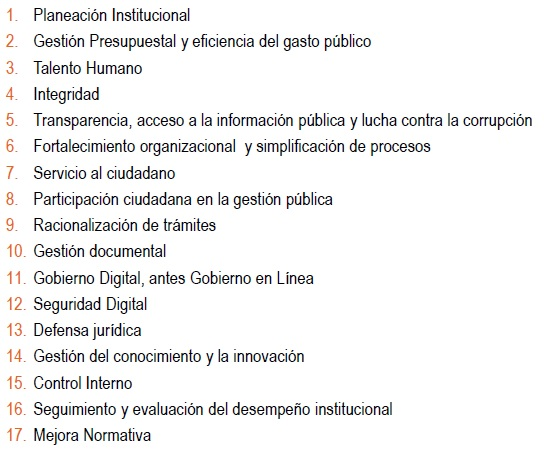 1. Planeación Institucional
2. Gestión Presupuestal y eficiencia del gasto público
3. Talento Humano
4. Integridad
5. Transparencia, acceso a la información pública y lucha contra la corrupción
6. Fortalecimiento organizacional y simplificación de procesos
7. Servicio al ciudadano
8. Participación ciudadana en la gestión pública
9. Racionalización de trámites
10. Gestión documental
11. Gobierno Digital, antes Gobierno en Línea
12. Seguridad Digital
13. Defensa jurídica
14. Gestión del conocimiento y la innovación
15. Control Interno
16. Seguimiento y evaluación del desempeño institucional
17. Mejora Normativa